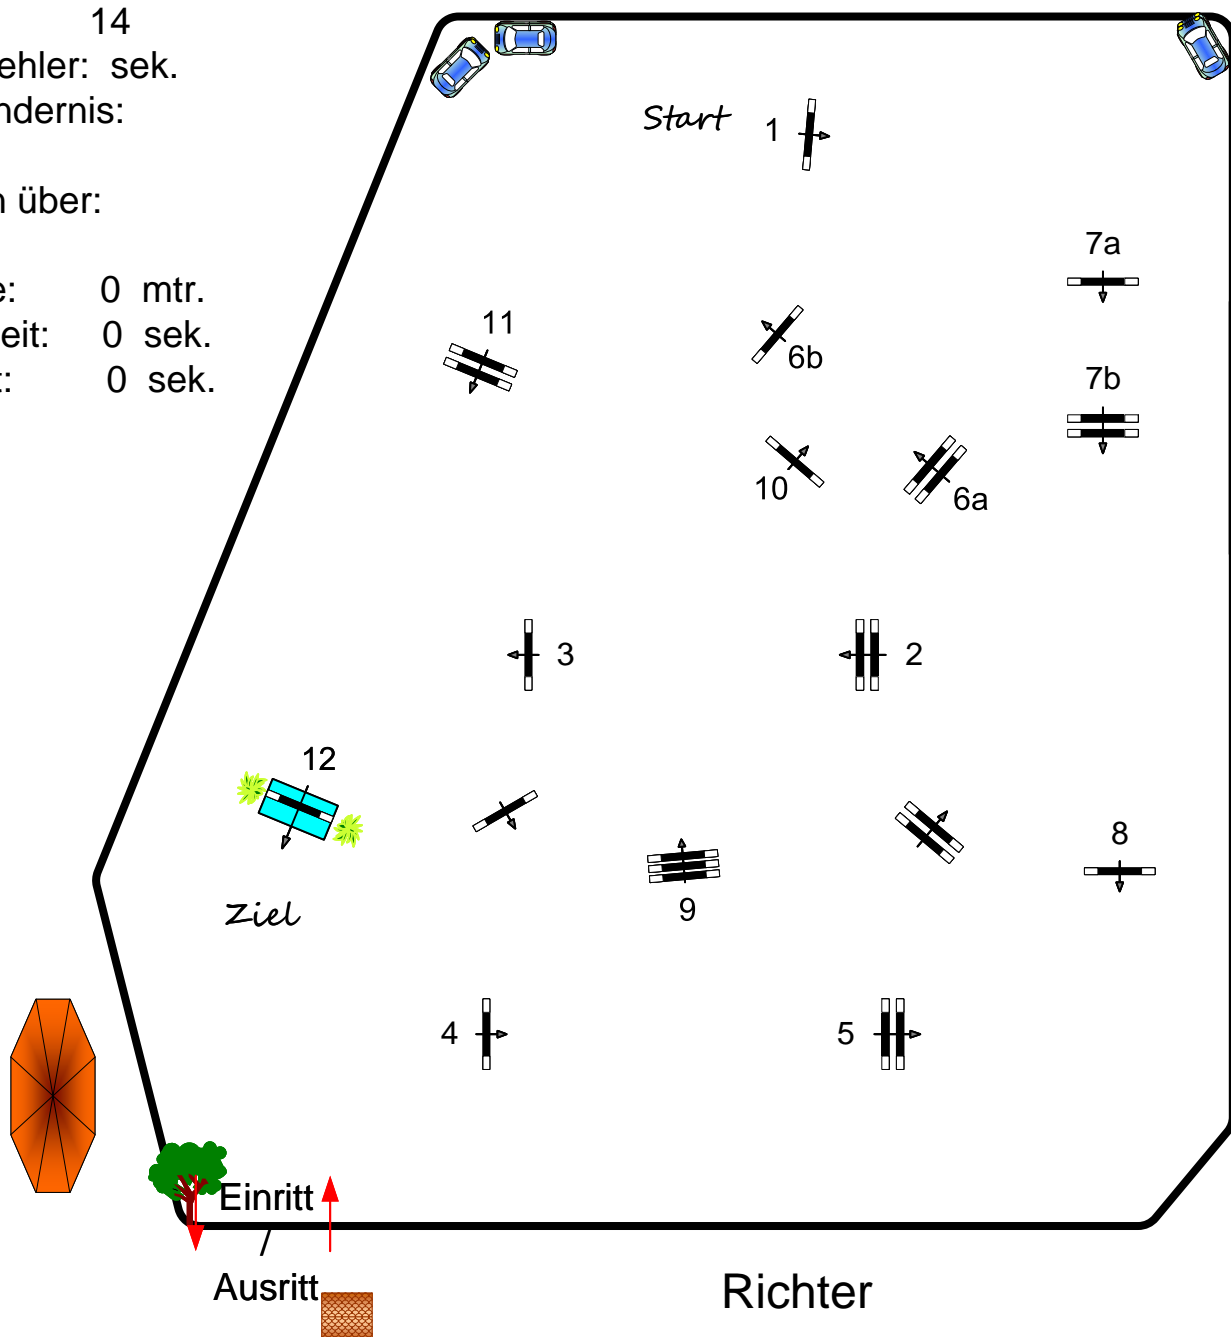 14
ehler: sek.
ndernis:
n über:
e: 0 mtr.
eit: 0 sek.
t: 0 sek.
Start
1
7a
11
6b
7b
10
6a
3
2
12
8
9
Ziel
4
5
Einritt
Ausritt
Richter